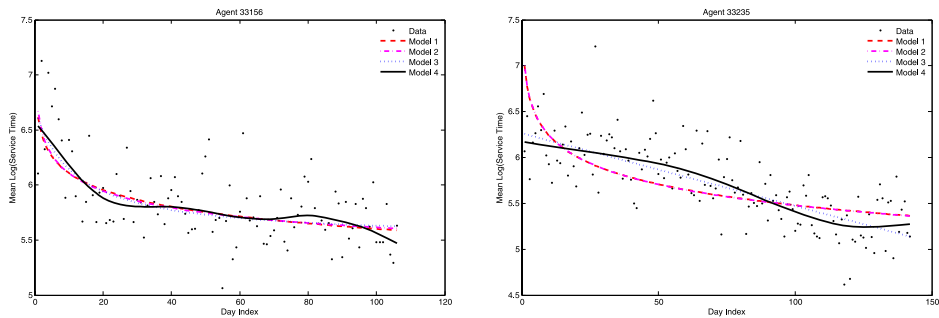 Agent 33156
7.5
7
6.5
6
5.5
5
0 20 40 60 80 100 120
Mean Log(Service Time)
Day Index
Data
Model 1
Model 2
Model 3
Model 4
Agent 33235
7.5
7
6.5
6
5.5
5
4.5
0 50 100 150
Mean Log(Service Time)
Day Index
Data
Model 1
Model 2
Model 3
Model 4